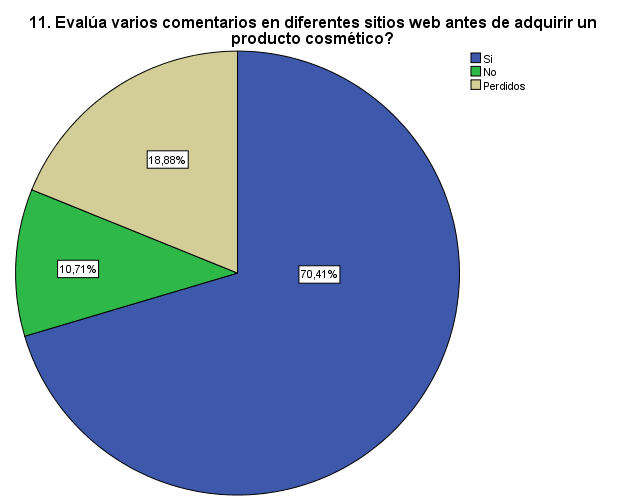 11. Evalúa varios comentarios en diferentes sitios web antes de adquirir un
producto cosmético?
Si
No
Perdidos
18,88%
10,71%
70,41%